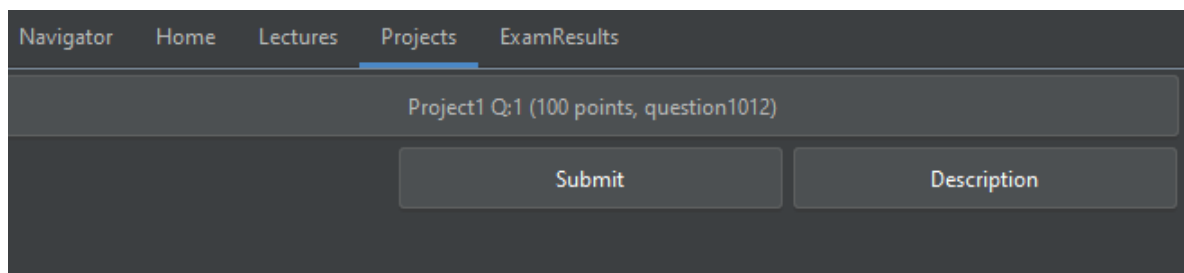 Navigator Home Lectures Projects ExamResults
Project1 Q:1 (100 points, question1012)
Submit Description